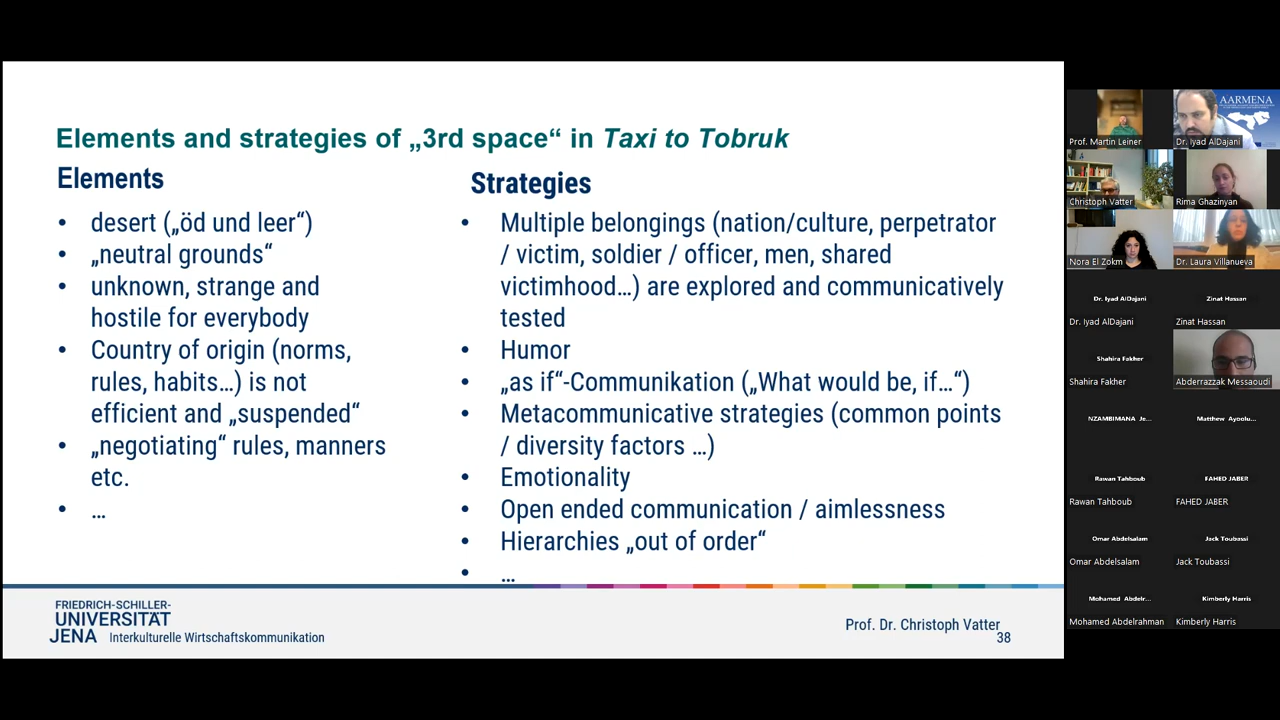 Elements and strategies of „3rd space“ in Taxi to Tobruk
Elements
• desert („öd und leer“)
• „neutral grounds“
• unknown, strange and
hostile for everybody
• Country of origin (norms,
rules, habits…) is not
efficient and „suspended“
• „negotiating“ rules, manners
etc.
• …
Strategies
• Multiple belongings (nation/culture, perpetrator
/ victim, soldier / officer, men, shared
victimhood…) are explored and communicatively
tested
• Humor
• „as if“-Communikation („What would be, if…“)
• Metacommunicative strategies (common points
/ diversity factors …)
• Emotionality
• Open ended communication / aimlessness
• Hierarchies „out of order“
• …
FRIEDRICH-SCHILLER-
UNIVERSITÄT
JENA Interkulturelle Wirtschaftskommunikation
Prof. Dr. Christoph Vatter
38
AARMENA
Prof. Martin Leiner
Dr. Iyad AlDajani
Christoph Vatter
Rima Ghazinyan
Nora El Zokm
Dr. Laura Villanueva
Dr. Iyad AlDajani
Dr. Iyad AlDajani
Zinat Hassan
Zinat Hassan
Shahira Fakher
Shahira Fakher
Abderrazzak Messaoudi
NZAMBIMANA Je...
Matthew Ayoolu...
Rawan Tahboub
Rawan Tahboub
FAHED JABER
FAHED JABER
Omar Abdelsalam
Omar Abdelsalam
Jack Toubassi
Jack Toubassi
Mohamed Abdelr...
Mohamed Abdelrahman
Kimberly Harris
Kimberly Harris